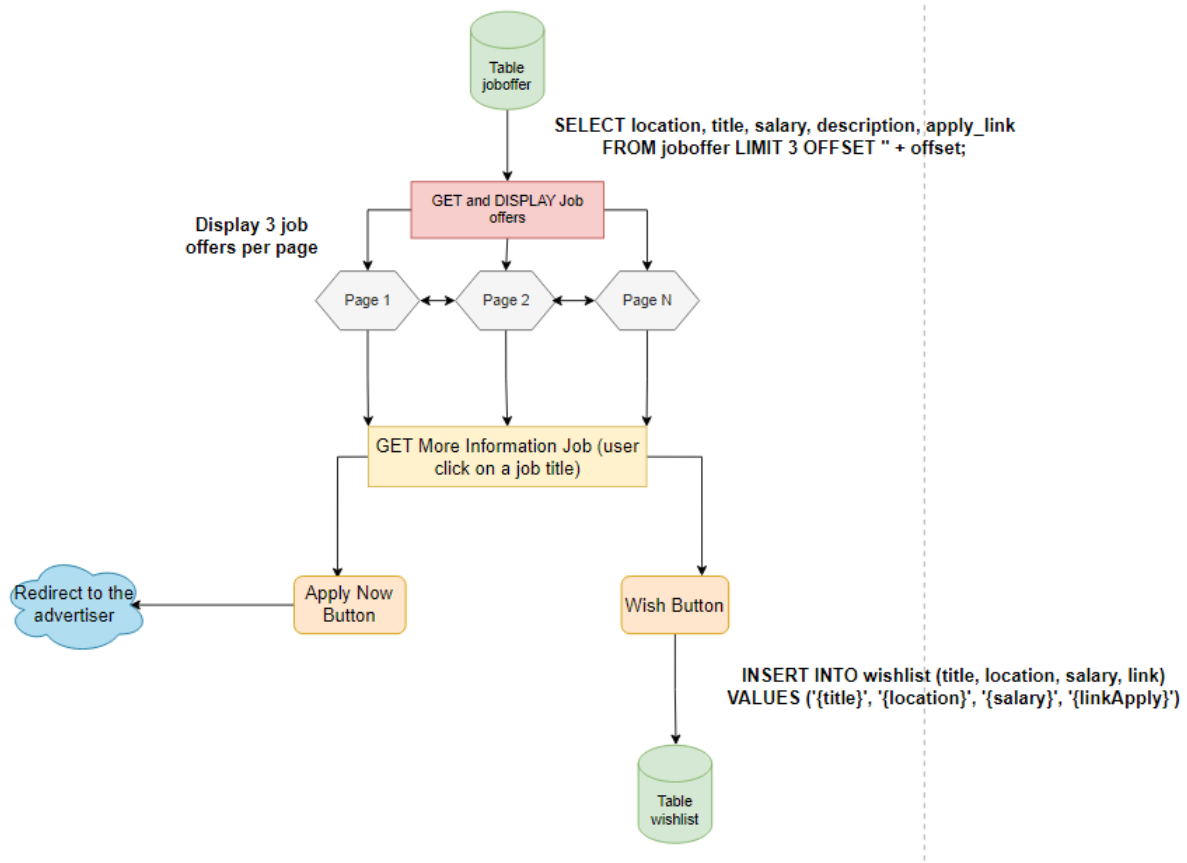 Table
joboffer
SELECT location, title, salary, description, apply_link
FROM joboffer LIMIT 3 OFFSET " + offset;
GET and DISPLAY Job
offers
Display 3 job
offers per page
Page 1
Page 2
Page N
GET More Information Job (user
click on a job title)
Redirect to the
advertiser
Apply Now
Button
Wish Button
INSERT INTO wishlist (title, location, salary, link)
VALUES ('{title}', '{location}', '{salary}', '{linkApply}')
Table
wishlist